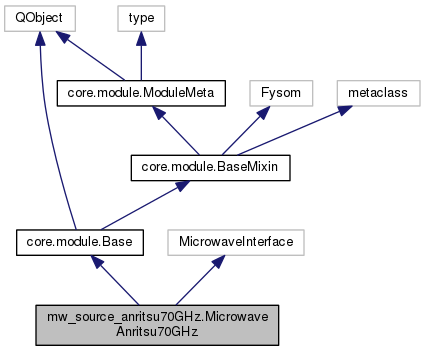 QObject
type
core.module.ModuleMeta
Fysom
metaclass
core.module.BaseMixin
core.module.Base
MicrowaveInterface
mw_source_anritsu70GHz.Microwave
Anritsu70GHz